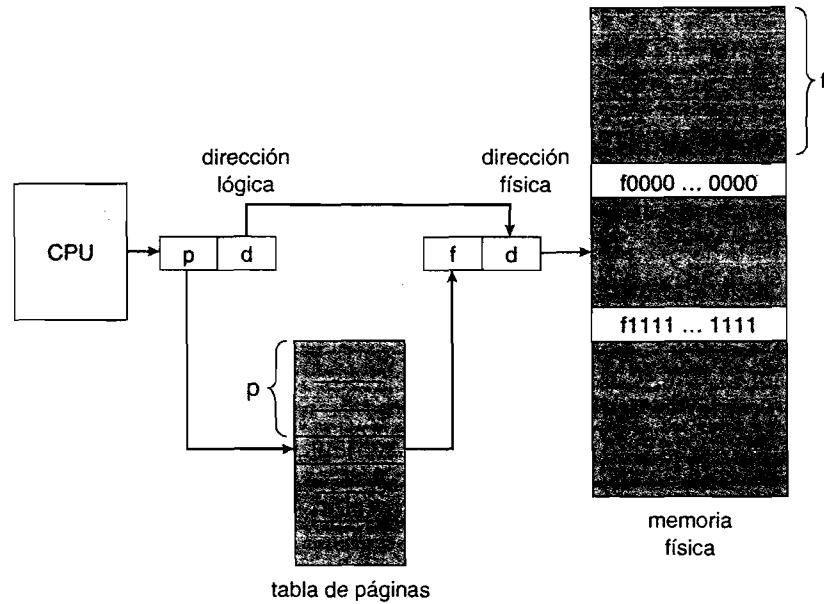 f
dirección
lógica
dirección
física
f0000 ... 0000
CPU
p
d
f
d
f1111 ... 1111
p
memoria
física
tabla de páginas